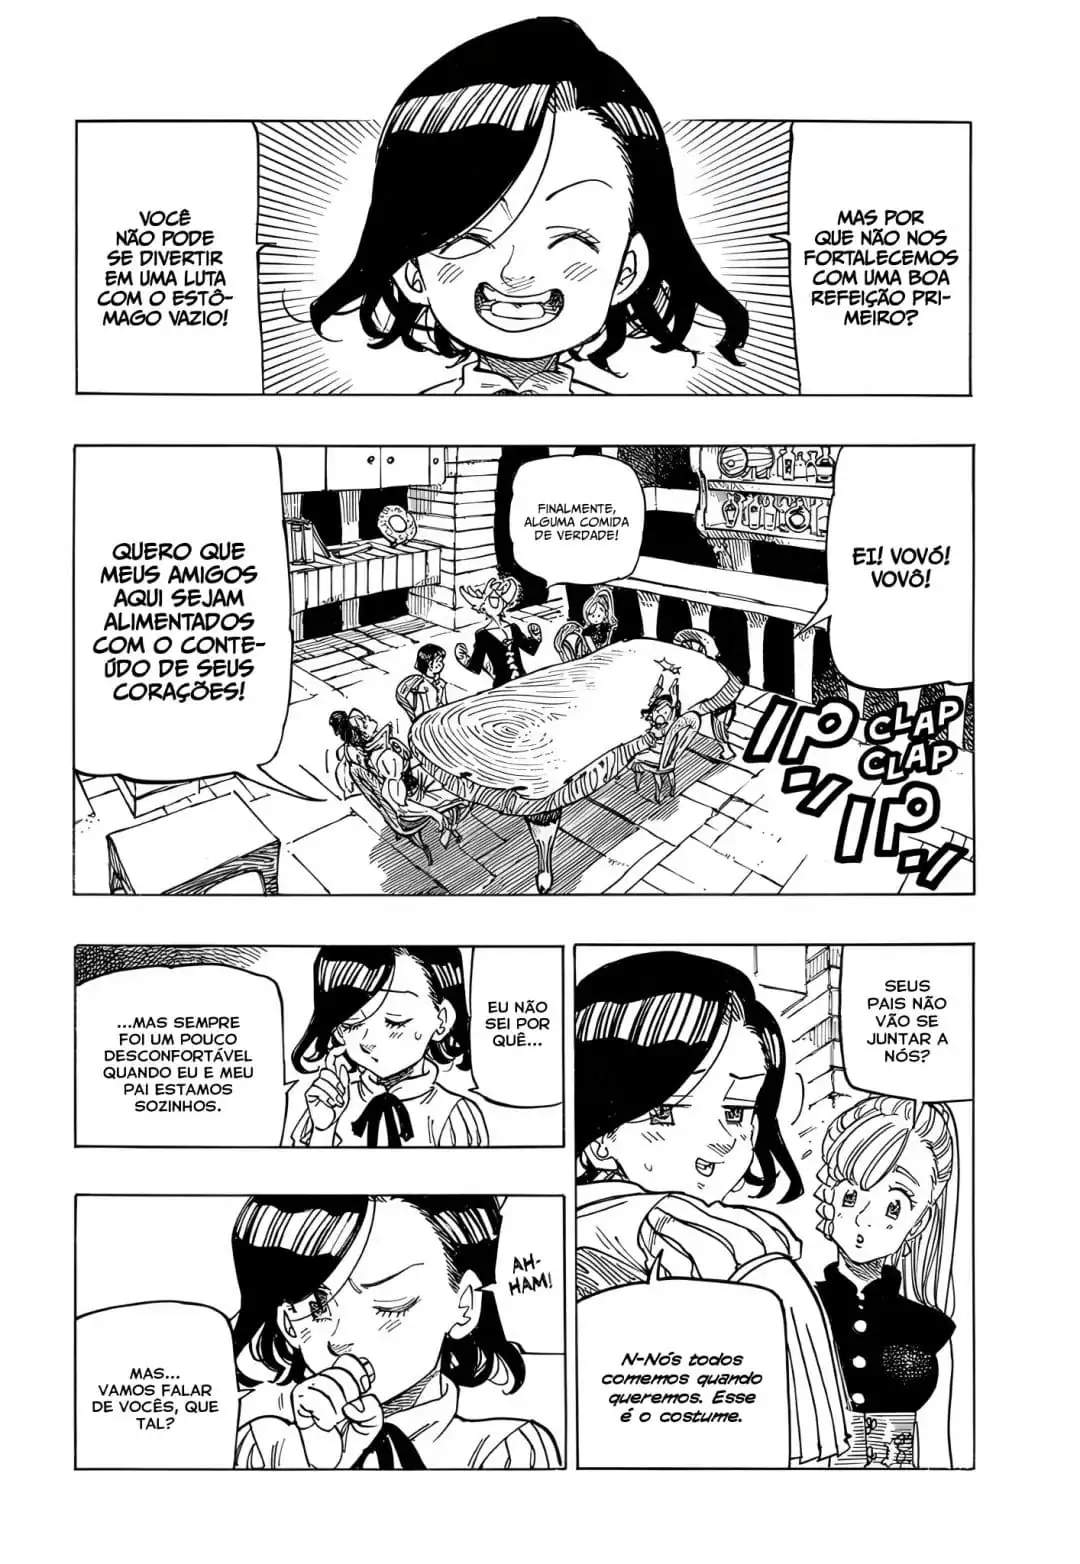 MAS POR
QUE NÃO NOS
FORTALECEMOS
COM UMA BOA
REFEIÇÃO PRI-
MEIRO?
VOCÊ
NÃO PODE
SE DIVERTIR
EM UMA LUTA
COM O ESTÔ-
MAGO VAZIO!
EI! VOVÓ!
VOVÔ!
CLAP
CLAP
FINALMENTE,
ALGUMA COMIDA
DE VERDADE!
QUERO QUE
MEUS AMIGOS
AQUI SEJAM
ALIMENTADOS
COM O CONTE-
ÚDO DE SEUS
CORAÇÕES!
SEUS
PAIS NÃO
VÃO SE
JUNTAR A
NÓS?
N-Nós todos
comemos quando
queremos. Esse
é o costume.
EU NÃO
SEI POR
QUÊ...
...MAS SEMPRE
FOI UM POUCO
DESCONFORTÁVEL
QUANDO EU E MEU
PAI ESTAMOS
SOZINHOS.
AH-
HAM!
MAS...
VAMOS FALAR
DE VOCÊS, QUE
TAL?